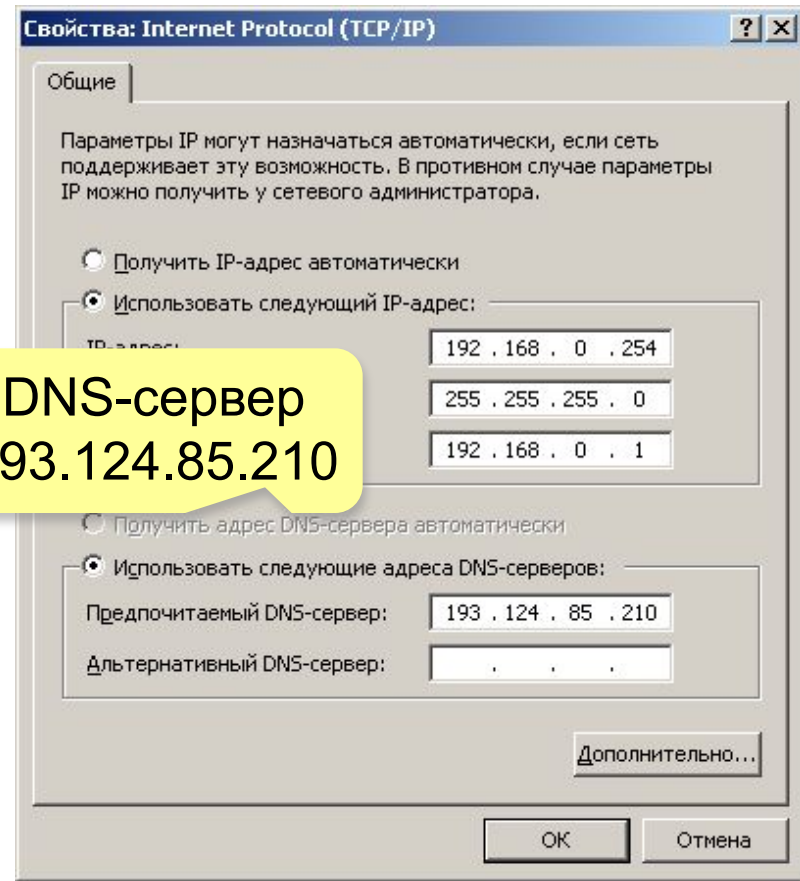 Свойства: Internet Protocol (TCP/IP)
Общие
Параметры IP могут назначаться автоматически, если сеть
поддерживает эту возможность. В противном случае параметры
IP можно получить у сетевого администратора.
Получить IP-адрес автоматически
Использовать следующий IP-адрес:
IP-адрес: 192 . 168 . 0 . 254
255 . 255 . 255 . 0
192 . 168 . 0 . 1
DNS-сервер
93.124.85.210
Получить адрес DNS-сервера автоматически
Использовать следующие адреса DNS-серверов:
Предпочитаемый DNS-сервер: 193 . 124 . 85 . 210
Альтернативный DNS-сервер: . . .
Дополнительно...
ОК Отмена